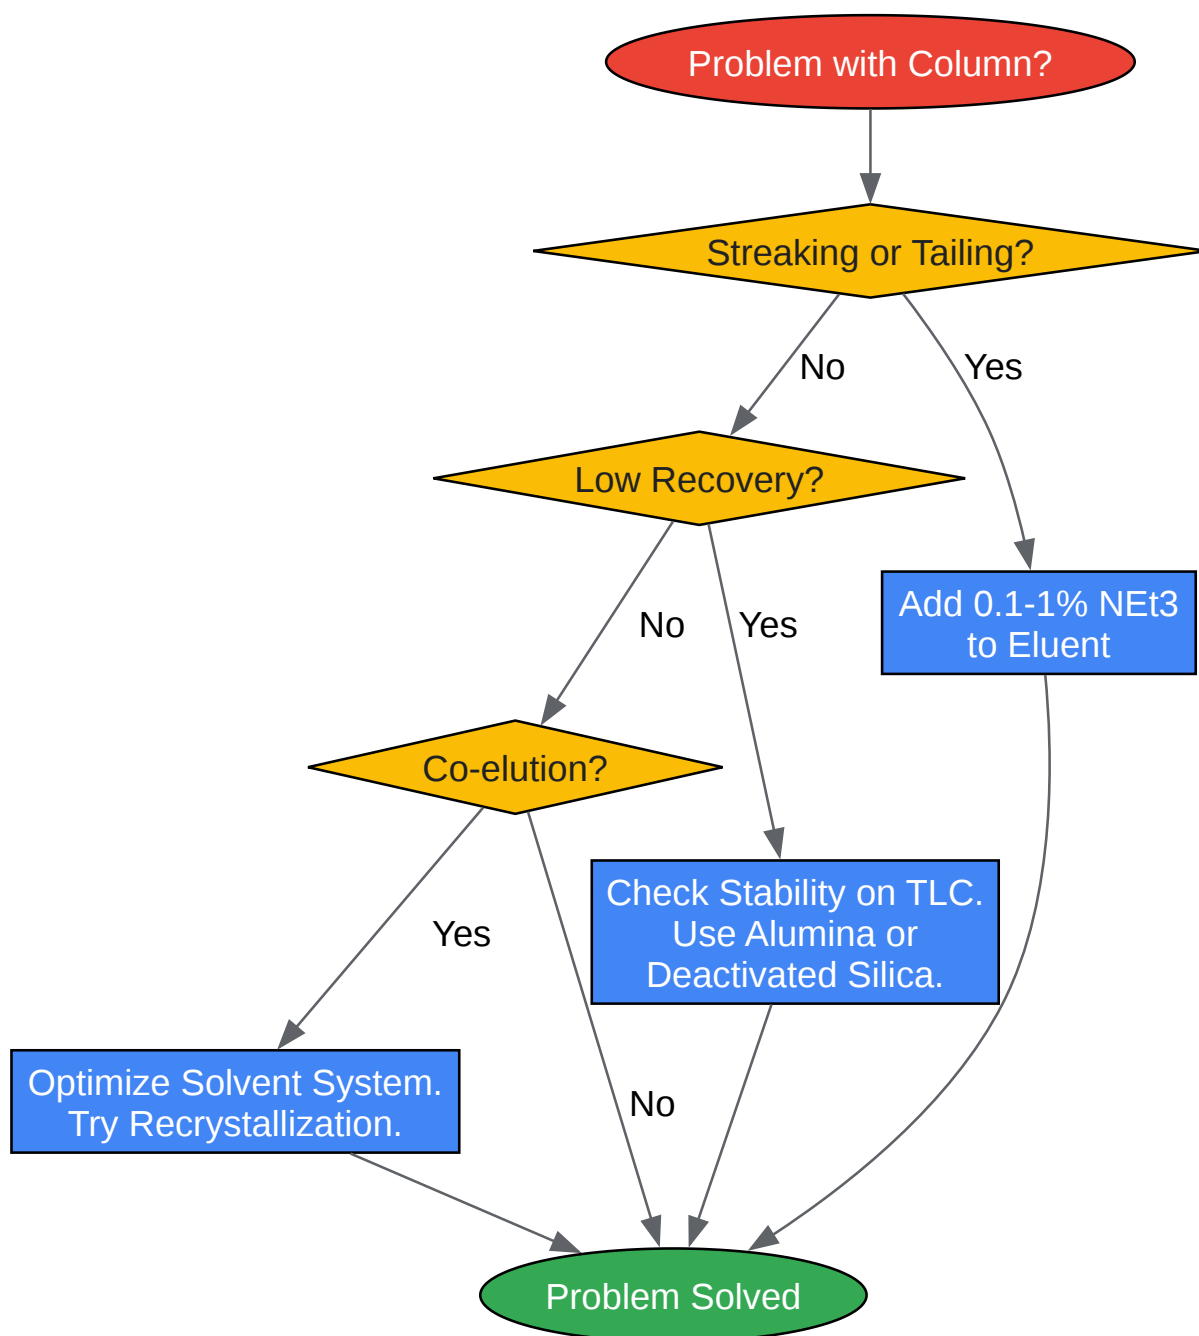 Problem with Column?
Streaking or Tailing?
No
Yes
Low Recovery?
Add 0.1-1% NEt3
to Eluent
No
Yes
Co-elution?
Check Stability on TLC.
Use Alumina or
Deactivated Silica.
Yes
Optimize Solvent System.
Try Recrystallization.
No
Problem Solved